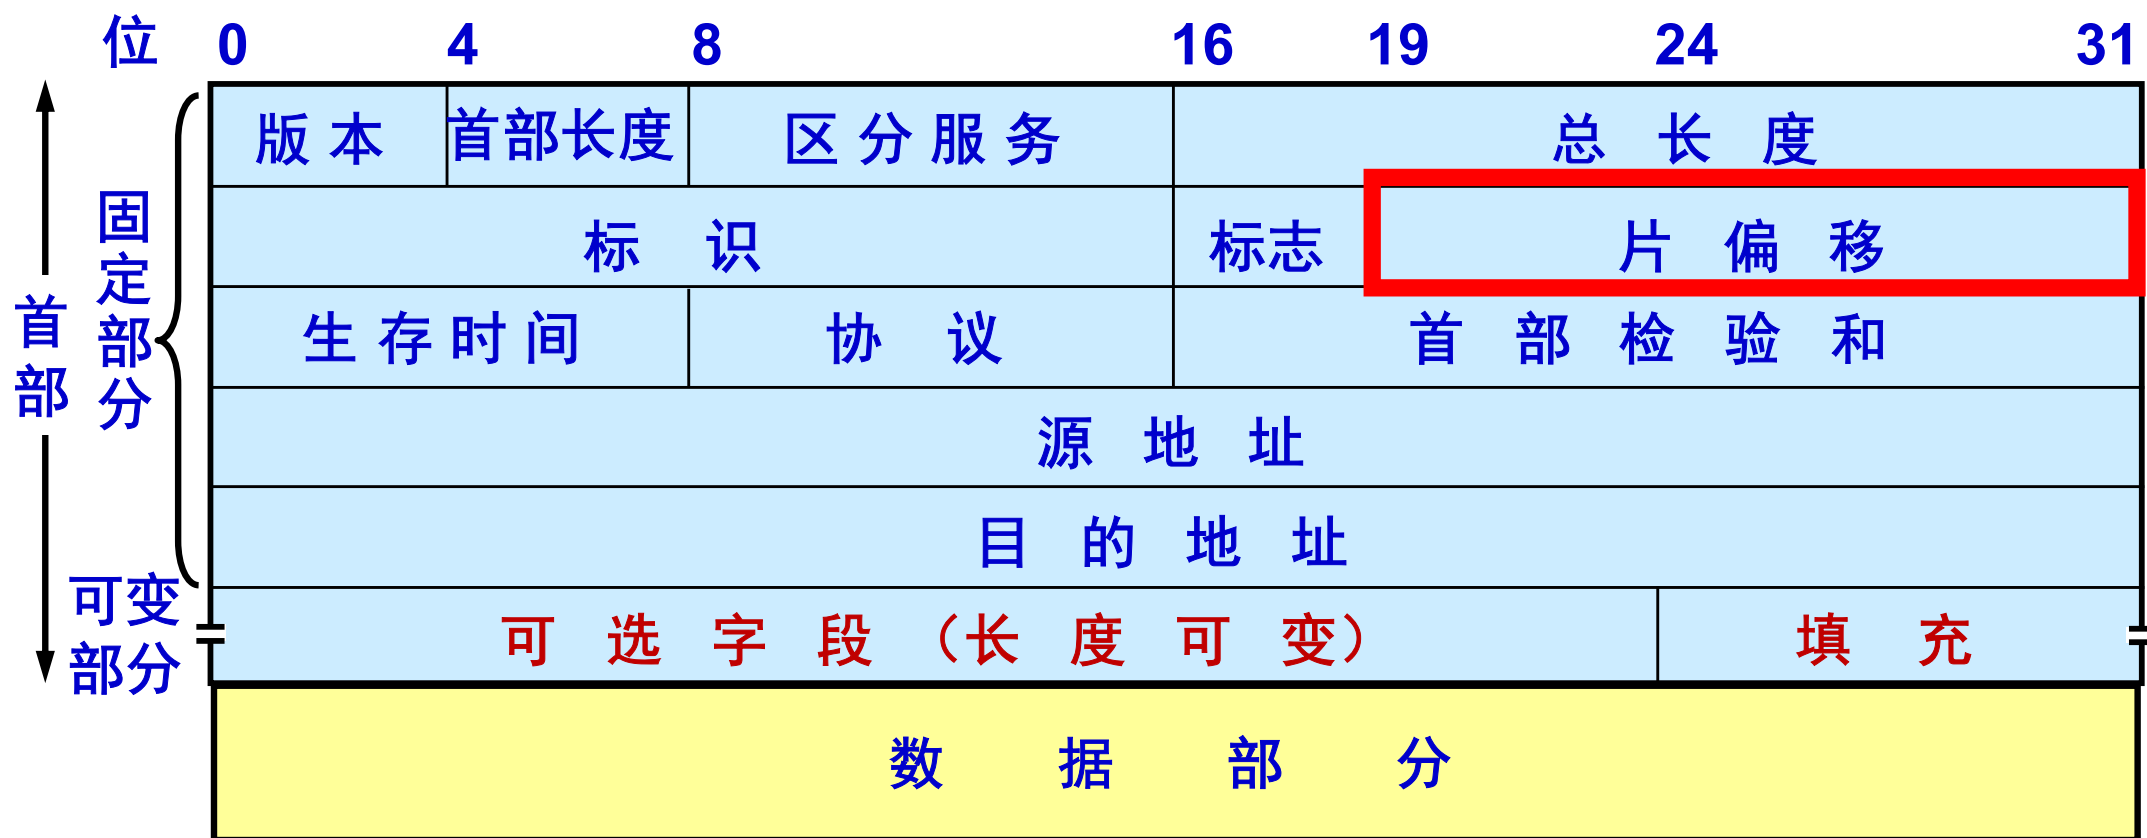 位 0 4 8 16 19 24 31
版本 首部长度 区分服务 总长度
标识 标志 片偏移
生存时间 协议 首部检验和
源地址
目的地址
可选字段（长度可变） 填充
数据部分
首部
固定部分
可变
部分